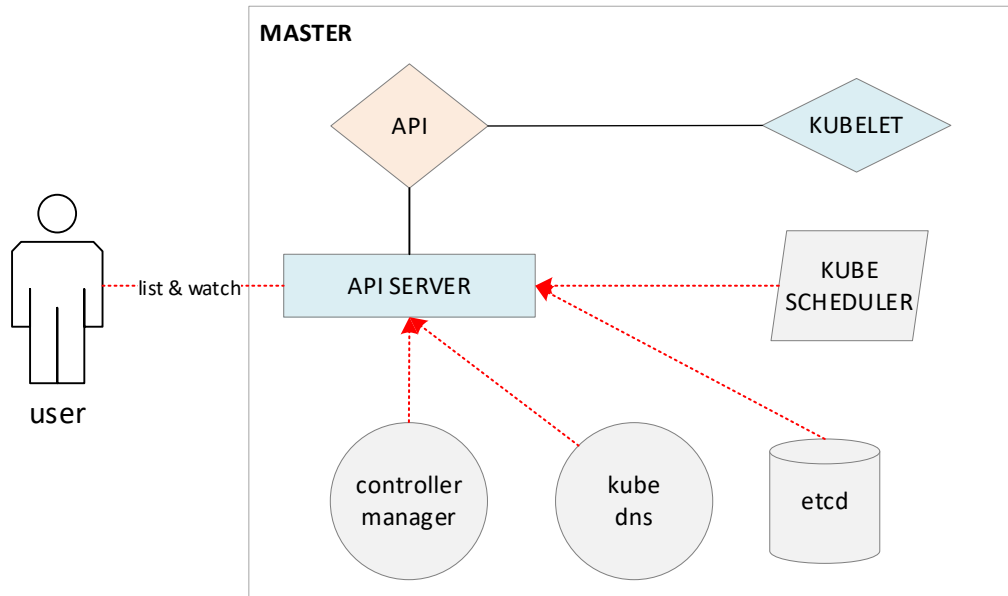 MASTER
API
KUBELET
KUBE
SCHEDULER
list & watch
API SERVER
user
controller
manager
kube
dns
etcd